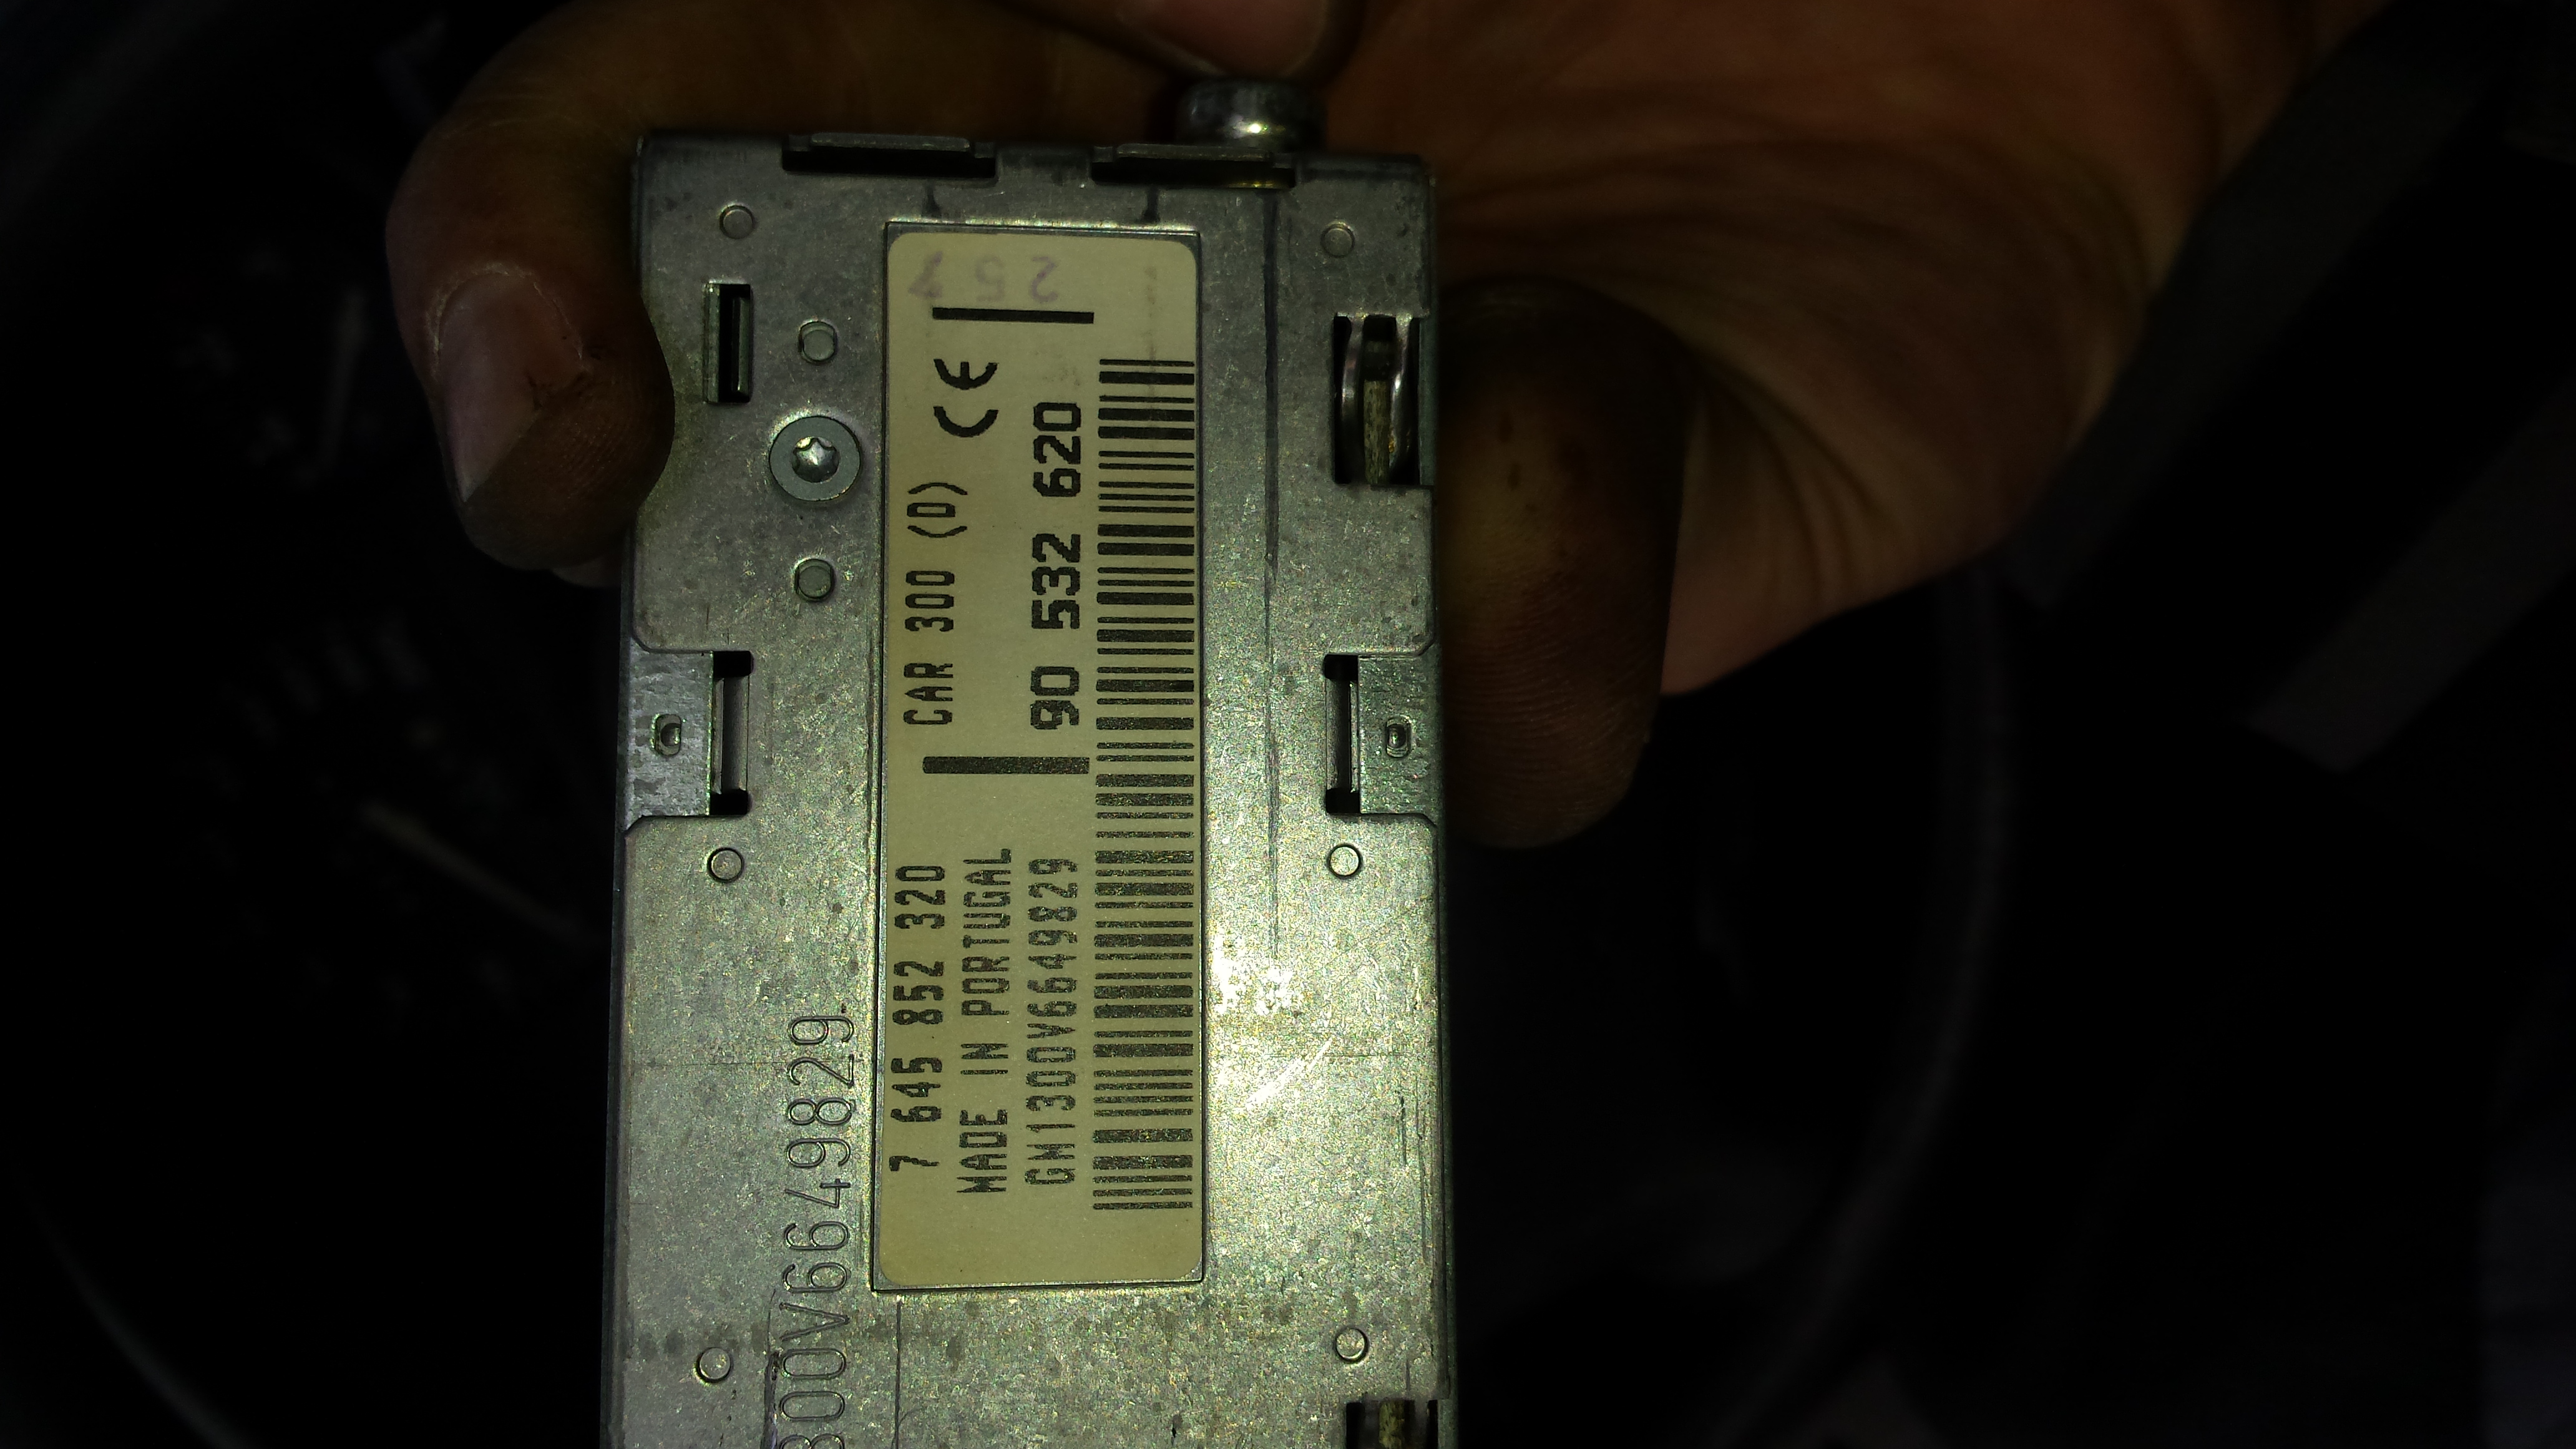 257
CAR 300 (D) CE
90 532 620
7 645 852 320
MADE IN PORTUGAL
GM1300V6649829
300V6649829